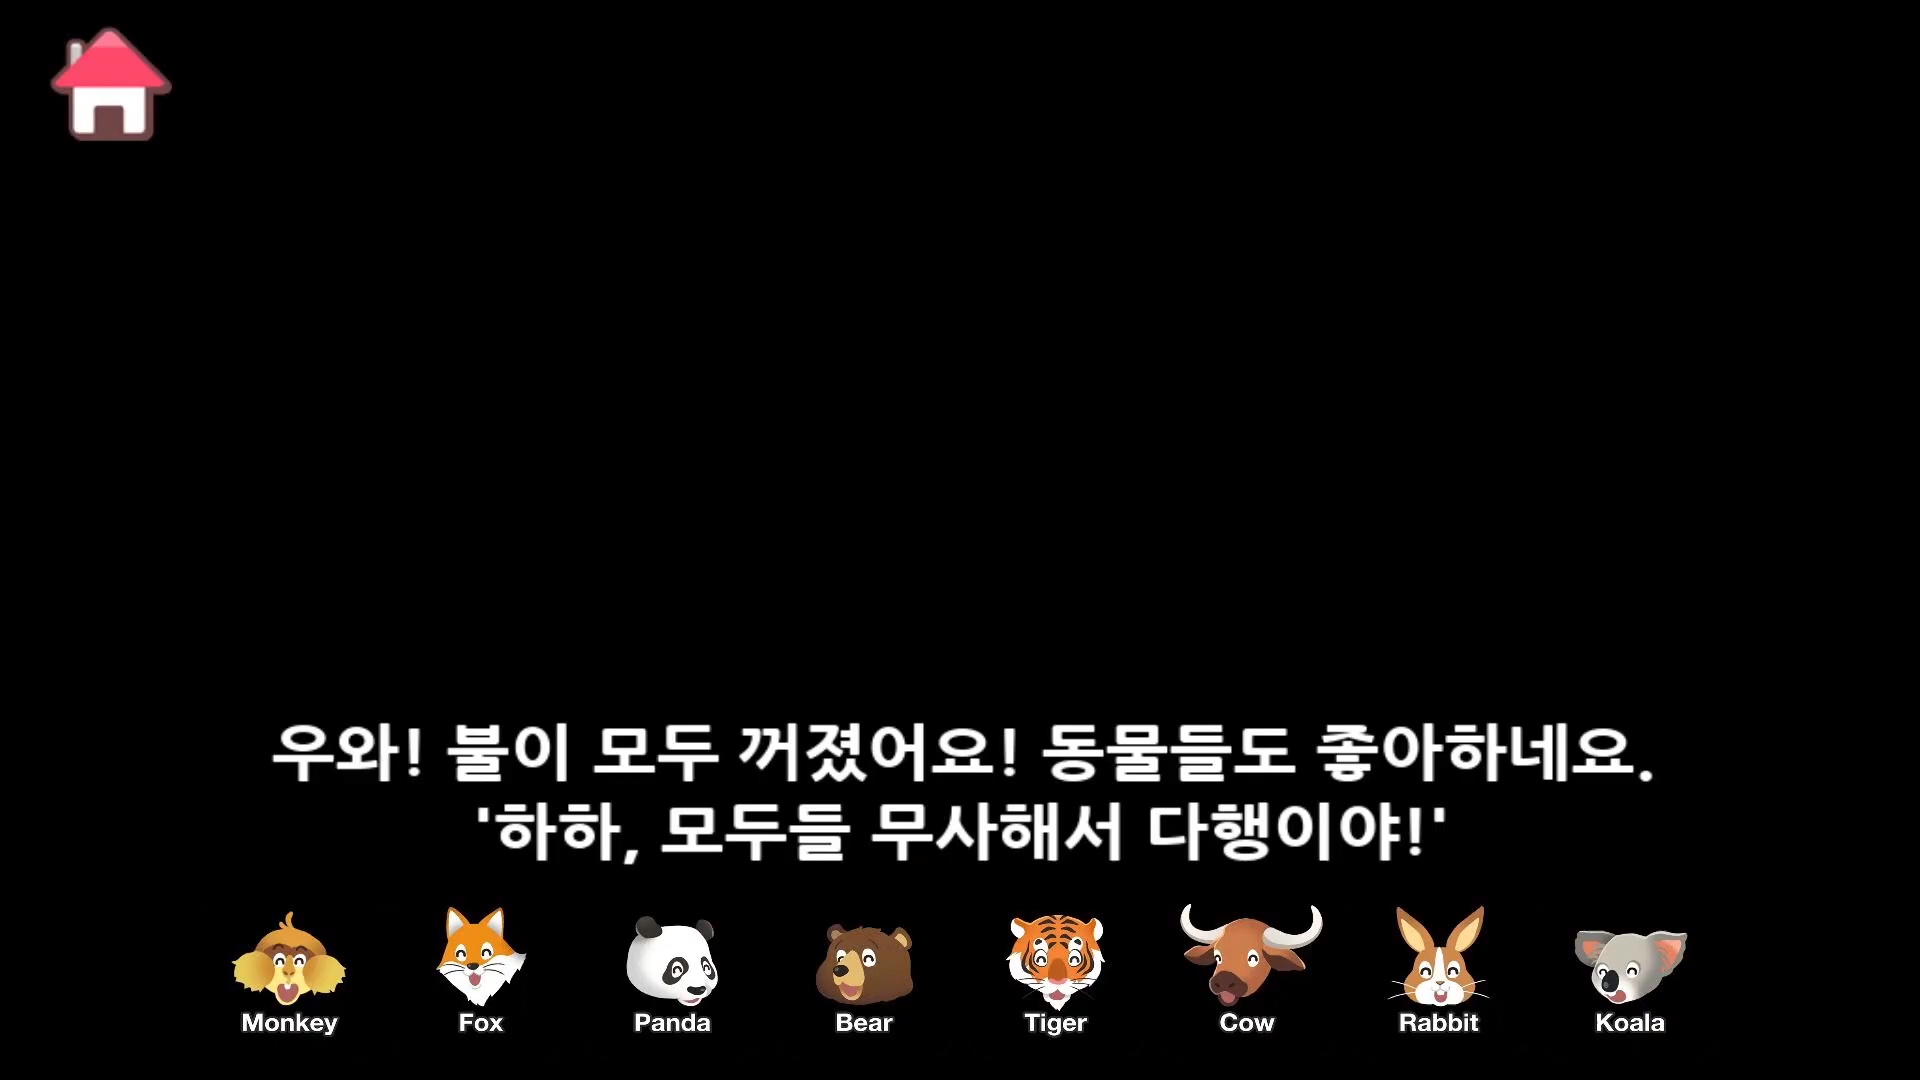 우와! 불이 모두 꺼졌어요! 동물들도 좋아하네요.
'하하, 모두들 무사해서 다행이야!'
Monkey Fox Panda Bear Tiger Cow Rabbit Koala